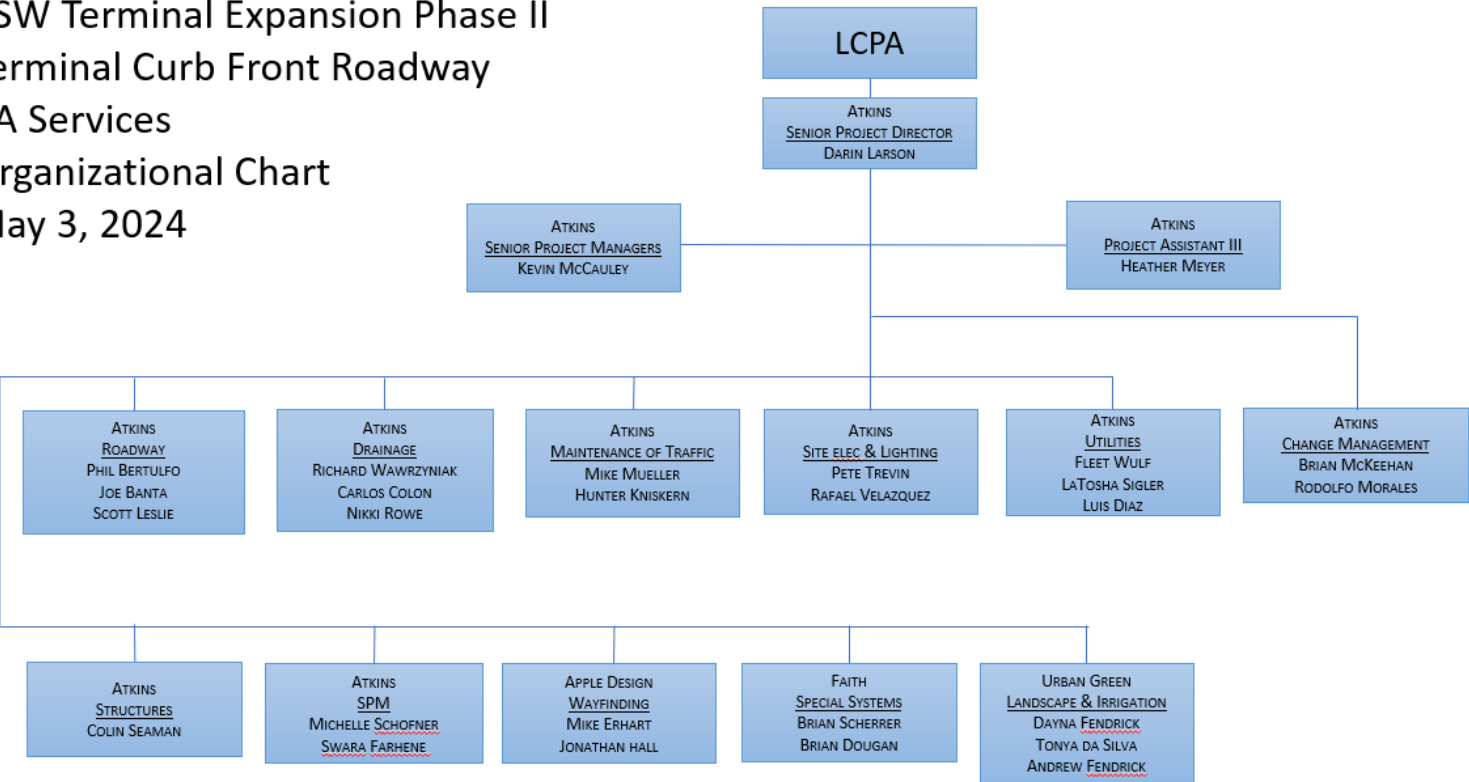 SW Terminal Expansion Phase II
erminal Curb Front Roadway
A Services
rganizational Chart
May 3, 2024
LCPA
ATKINS
SENIOR PROJECT DIRECTOR
DARIN LARSON
ATKINS
SENIOR PROJECT MANAGERS
KEVIN MCCAULEY
ATKINS
PROJECT ASSISTANT III
HEATHER MEYER
ATKINS
ROADWAY
PHIL BERTULFO
JOE BANTA
SCOTT LESLIE
ATKINS
DRAINAGE
RICHARD WAWRZYNIAK
CARLOS COLON
NIKKI ROWE
ATKINS
MAINTENANCE OF TRAFFIC
MIKE MUELLER
HUNTER KNISKERN
ATKINS
SITE ELEC & LIGHTING
PETE TREVIN
RAFAEL VELAZQUEZ
ATKINS
UTILITIES
FLEET WULF
LATOSHA SIGLER
LUIS DIAZ
ATKINS
CHANGE MANAGEMENT
BRIAN MCKEEHAN
RODOLFO MORALES
ATKINS
STRUCTURES
COLIN SEAMAN
ATKINS
SPM
MICHELLE SCHOFNER
SWARA FARHENE
APPLE DESIGN
WAYFINDING
MIKE ERHART
JONATHAN HALL
FAITH
SPECIAL SYSTEMS
BRIAN SCHERRER
BRIAN DOUGAN
URBAN GREEN
LANDSCAPE & IRRIGATION
DAYNA FENDRICK
TONYA DA SILVA
ANDREW FENDRICK